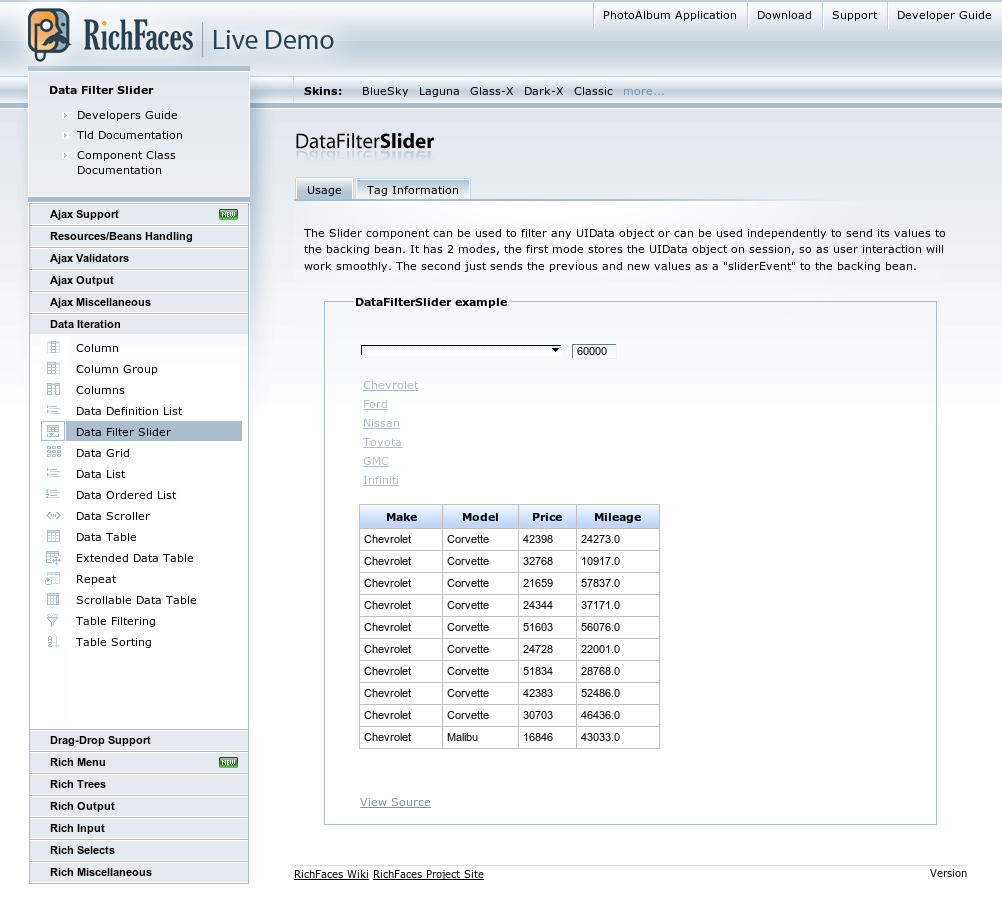 PhotoAlbum Application Download Support Developer Guide
RichFaces Live Demo
Skins: BlueSky Laguna Glass-X Dark-X Classic more...
Data Filter Slider
Developers Guide
Tld Documentation
Component Class
Documentation
Ajax Support NEW
Resources/Beans Handling
Ajax Validators
Ajax Output
Ajax Miscellaneous
Data Iteration
Column
Column Group
Columns
Data Definition List
Data Filter Slider
Data Grid
Data List
Data Ordered List
Data Scroller
Data Table
Extended Data Table
Repeat
Scrollable Data Table
Table Filtering
Table Sorting
Drag-Drop Support
Rich Menu NEW
Rich Trees
Rich Output
Rich Input
Rich Selects
Rich Miscellaneous
DataFilterSlider
Usage Tag Information
The Slider component can be used to filter any UIData object or can be used independently to send its values to
the backing bean. It has 2 modes, the first mode stores the UIData object on session, so as user interaction will
work smoothly. The second just sends the previous and new values as a "sliderEvent" to the backing bean.
DataFilterSlider example
60000
Chevrolet
Ford
Nissan
Toyota
GMC
Infiniti
Make Model Price Mileage
Chevrolet Corvette 42398 24273.0
Chevrolet Corvette 32768 10917.0
Chevrolet Corvette 21659 57837.0
Chevrolet Corvette 24344 37171.0
Chevrolet Corvette 51603 56076.0
Chevrolet Corvette 24728 22001.0
Chevrolet Corvette 51834 28768.0
Chevrolet Corvette 42383 52486.0
Chevrolet Corvette 30703 46436.0
Chevrolet Malibu 16846 43033.0
View Source
RichFaces Wiki RichFaces Project Site Version